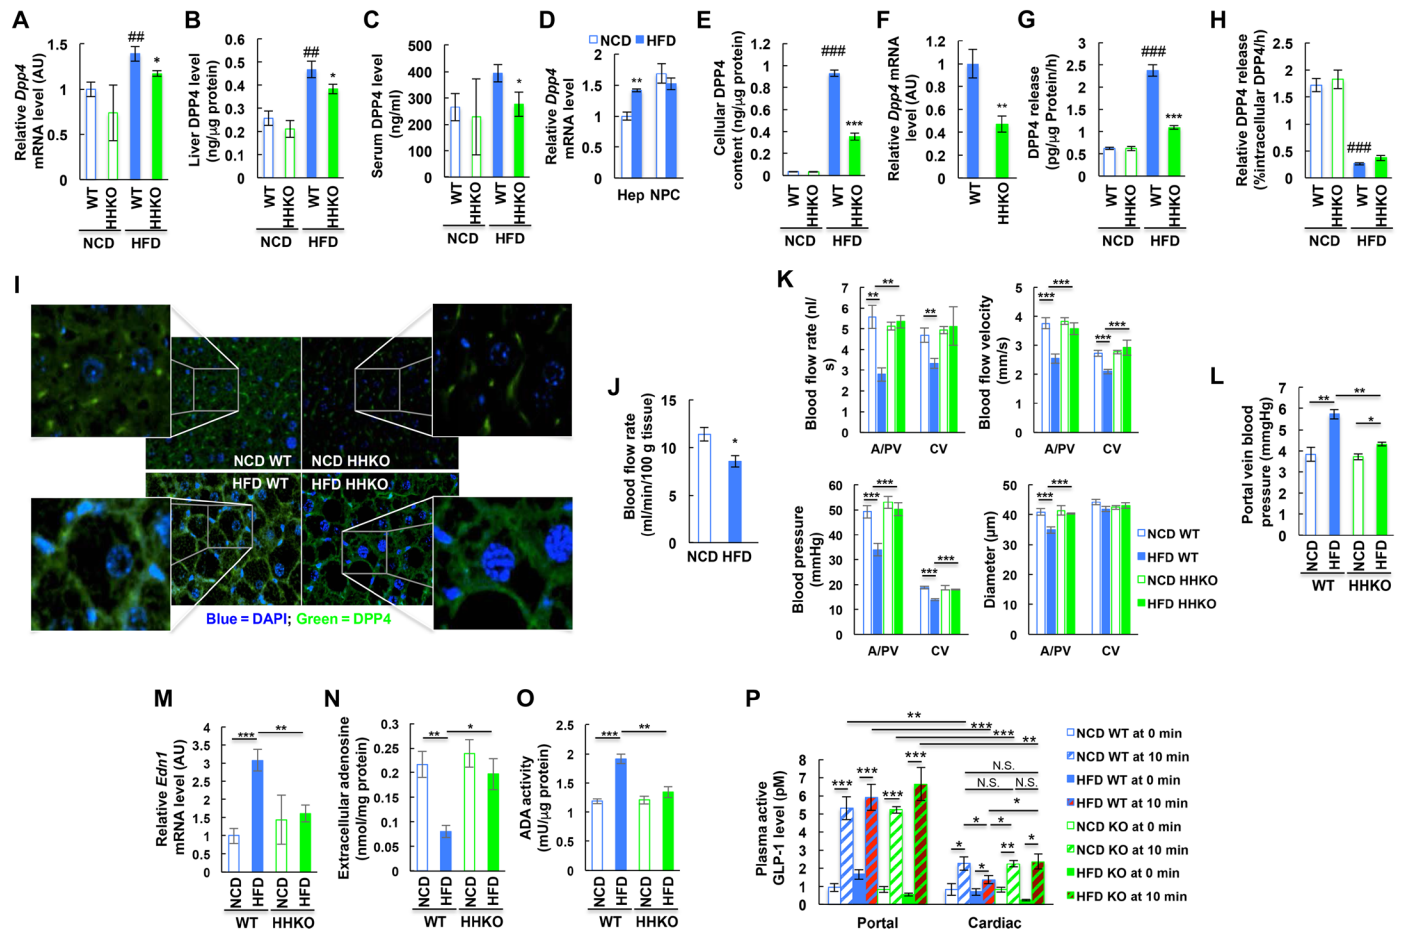 A
Relative Dpp4
mRNA level (AU)
1.5
1
0.5
0
##
*
WT
HHKO
WT
HHKO
NCD
HFD
B
Liver DPP4 level
(ng/µg protein)
0.6
0.5
0.4
0.3
0.2
0.1
0
##
*
WT
HHKO
WT
HHKO
NCD
HFD
C
Serum DPP4 level
(ng/ml)
500
400
300
200
100
0
*
WT
HHKO
WT
HHKO
NCD
HFD
D
NCD
HFD
Relative Dpp4
mRNA level
2
1.5
1
0.5
0
**
Hep
NPC
E
Cellular DPP4
content (ng/µg protein)
1.2
1
0.8
0.6
0.4
0.2
0
###
***
WT
HHKO
WT
HHKO
NCD
HFD
F
Relative Dpp4 mRNA
level (AU)
1.2
1
0.8
0.6
0.4
0.2
0
**
WT
HHKO
G
DPP4 release
(pg/µg Protein/h)
3
2.5
2
1.5
1
0.5
0
###
***
WT
HHKO
WT
HHKO
NCD
HFD
H
Relative DPP4 release
(%intracellular DPP4/h)
2.5
2
1.5
1
0.5
0
###
WT
HHKO
WT
HHKO
NCD
HFD
I
NCD WT
NCD HHKO
HFD WT
HFD HHKO
Blue = DAPI; Green = DPP4
J
Blood flow rate
(ml/min/100 g tissue)
15
10
5
0
*
NCD HFD
K
Blood flow rate (nl/
s)
7
6
5
4
3
2
1
0
**
**
**
A/PV
CV
Blood flow velocity
(mm/s)
5
4
3
2
1
0
***
***
***
***
A/PV
CV
Blood pressure
(mmHg)
60
50
40
30
20
10
0
***
***
***
***
A/PV
CV
Diameter (µm)
50
40
30
20
10
0
***
***
A/PV
CV
NCD WT
HFD WT
NCD HHKO
HFD HHKO
L
Portal vein blood
pressure (mmgHg)
7
6
5
4
3
2
1
0
**
**
*
NCD
HFD
NCD
HFD
WT
HHKO
M
Relative Edn1
mRNA level (AU)
4
3.5
3
2.5
2
1.5
1
0.5
0
***
**
NCD
HFD
NCD
HFD
WT
HHKO
N
Extracellular adenosine
(nmol/mg protein)
0.3
0.25
0.2
0.15
0.1
0.05
0
**
*
NCD
HFD
NCD
HFD
WT
HHKO
O
ADA activity
(mU/µg protein)
2.5
2
1.5
1
0.5
0
***
**
NCD
HFD
NCD
HFD
WT
HHKO
P
Plasma active
GLP-1 level (pM)
8
7
6
5
4
3
2
1
0
**
***
***
**
***
***
***
***
N.S.
N.S. N.S.
*
*
*
*
*
**
*
Portal
Cardiac
NCD WT at 0 min
NCD WT at 10 min
HFD WT at 0 min
HFD WT at 10 min
NCD KO at 0 min
NCD KO at 10 min
HFD KO at 0 min
HFD KO at 10 min